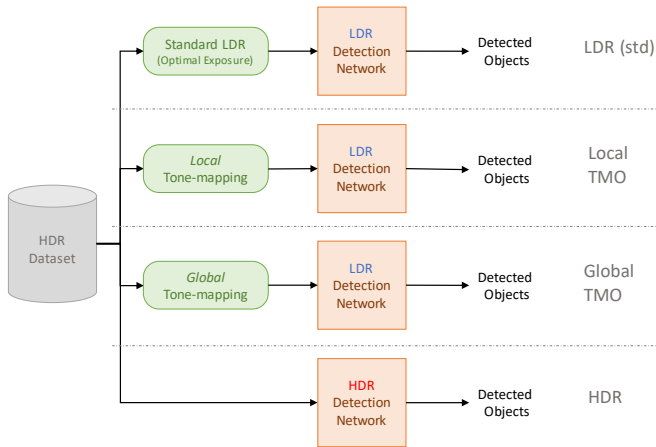 Standard LDR
(Optimal Exposure)
LDR
Detection
Network
Detected
Objects
LDR (std)
Local
Tone-mapping
LDR
Detection
Network
Detected
Objects
Local
TMO
HDR
Dataset
Global
Tone-mapping
LDR
Detection
Network
Detected
Objects
Global
TMO
HDR
Detection
Network
Detected
Objects
HDR